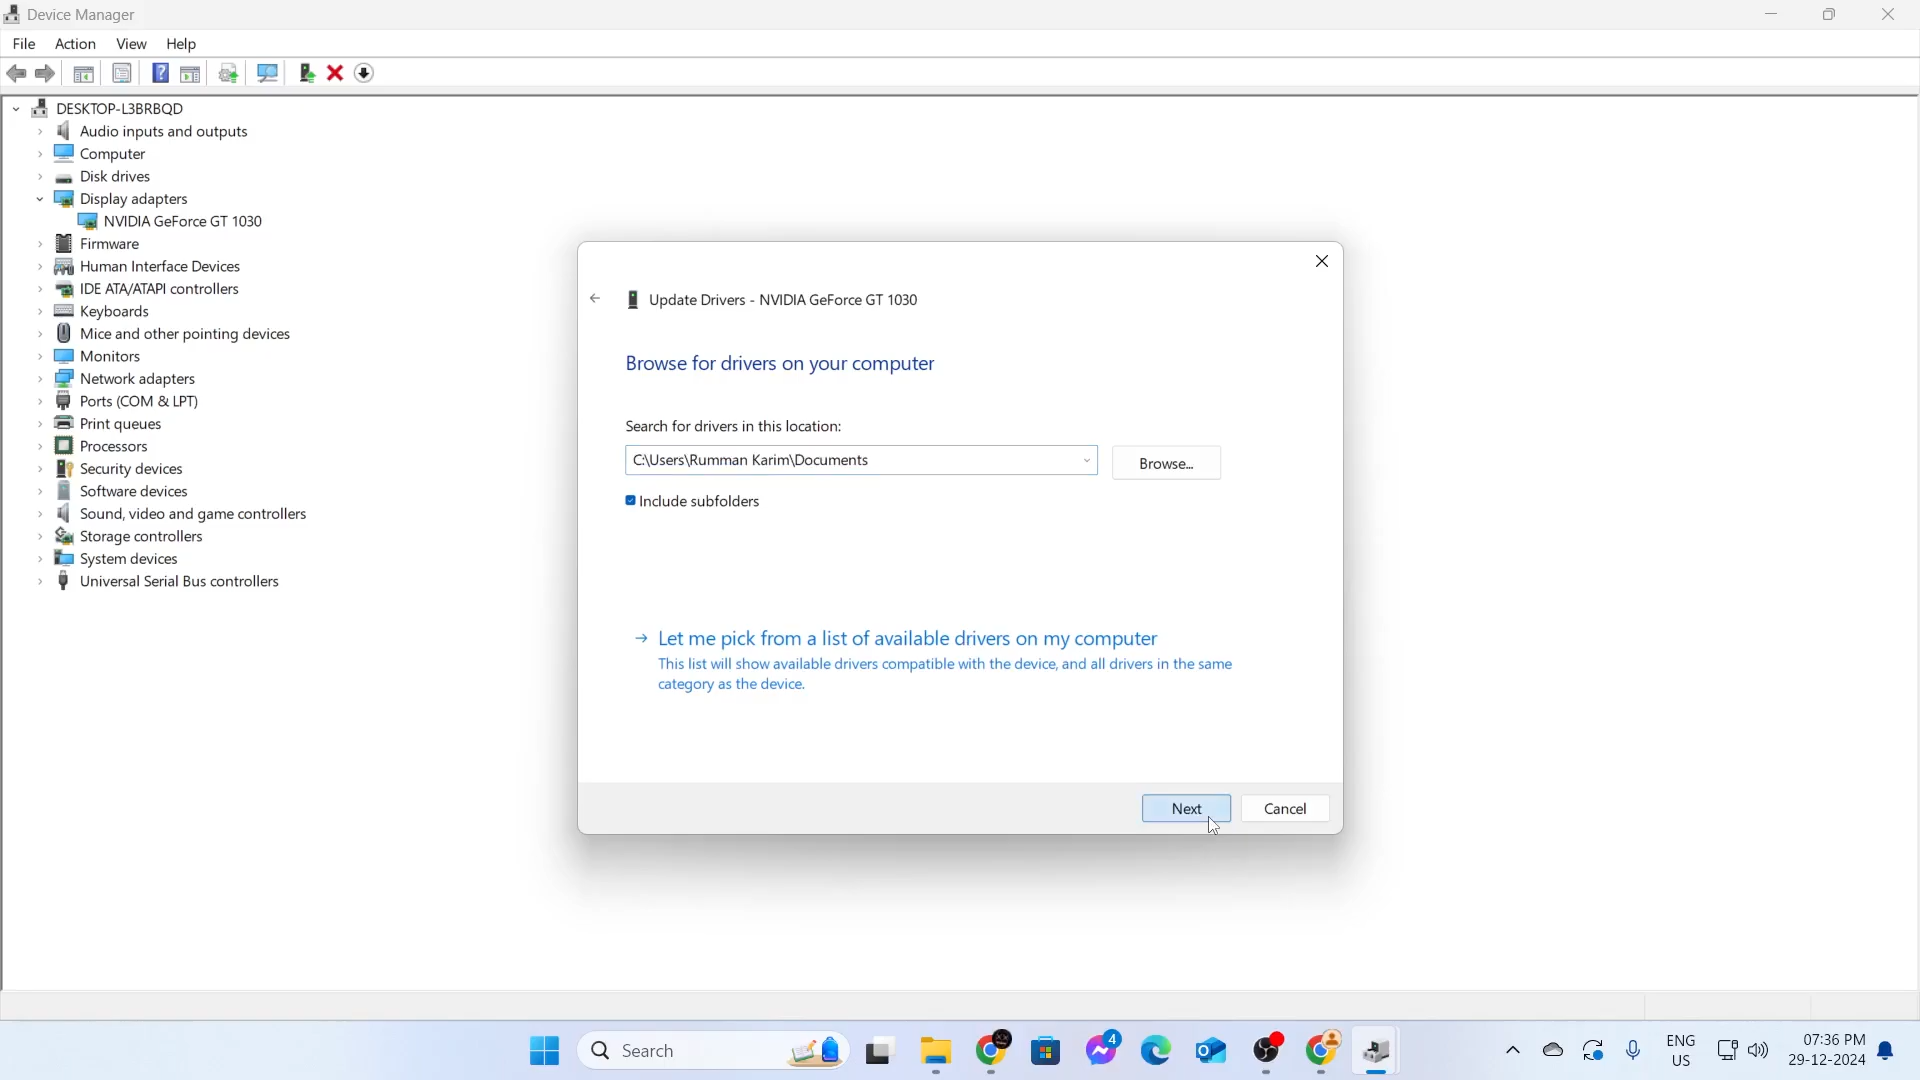 Device Manager
File Action View Help
DESKTOP-L3BRBQD
Audio inputs and outputs
Computer
Disk drives
Display adapters
NVIDIA GeForce GT 1030
Firmware
Human Interface Devices
IDE ATA/ATAPI controllers
Keyboards
Mice and other pointing devices
Monitors
Network adapters
Ports (COM & LPT)
Print queues
Processors
Security devices
Software devices
Sound, video and game controllers
Storage controllers
System devices
Universal Serial Bus controllers
Update Drivers - NVIDIA GeForce GT 1030
Browse for drivers on your computer
Search for drivers in this location:
C:\Users\Rumman Karim\Documents
Browse...
Include subfolders
Let me pick from a list of available drivers on my computer
This list will show available drivers compatible with the device, and all drivers in the same
category as the device.
Next Cancel
Search
4
ENG
US
07:36 PM
29-12-2024